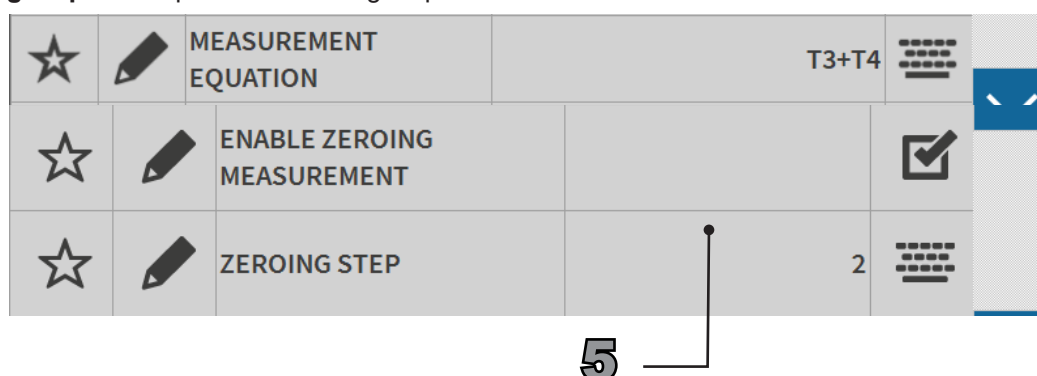 MEASUREMENT
EQUATION
T3+T4
ENABLE ZEROING
MEASUREMENT
ZEROING STEP
2
5